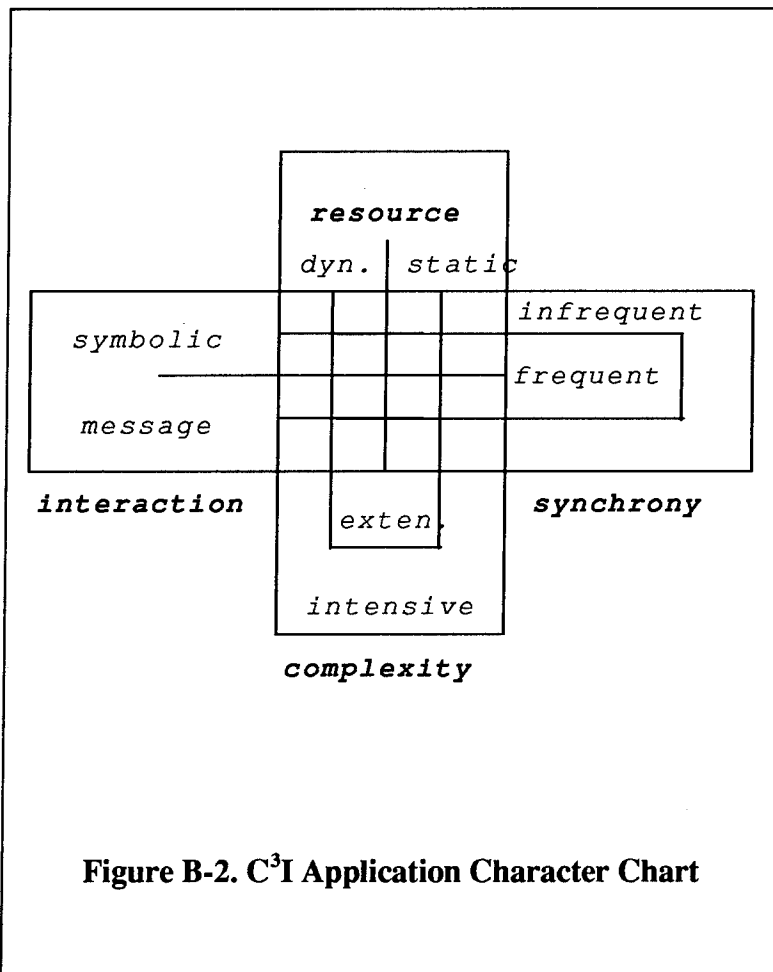 resource
dyn. static
infrequent
symbolic
frequent
message
interaction
synchrony
exten.
intensive
complexity
Figure B-2. C³I Application Character Chart